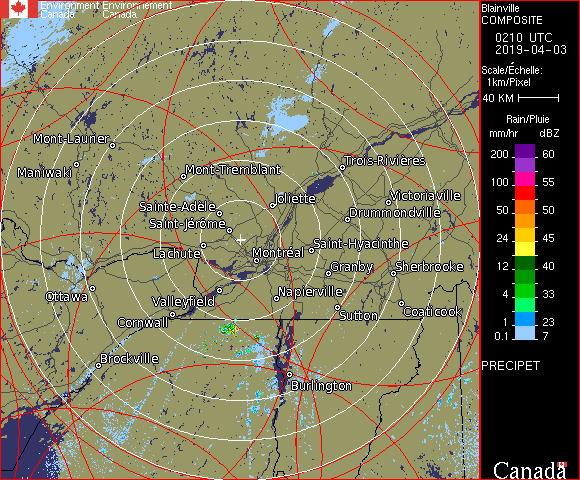 Environment Environnement
Canada Canada
Blainville
COMPOSITE
0210 UTC
2019-04-03
Scale/Échelle:
1km/Pixel
40 KM
Rain/Pluie
mm/hr dBZ
200 60
100 55
50 50
24 45
12 40
4 33
1 23
0.1 7
PRECIPET
Canada
Mont-Laurier
Maniwaki
Mont-Tremblant
Trois-Rivières
Sainte-Adèle
Joliette
Victoriaville
Saint-Jérôme
Drummondville
Lachute
Montréal
Saint-Hyacinthe
Granby
Sherbrooke
Ottawa
Valleyfield
Napierville
Cornwall
Sutton
Coaticook
Brockville
Burlington